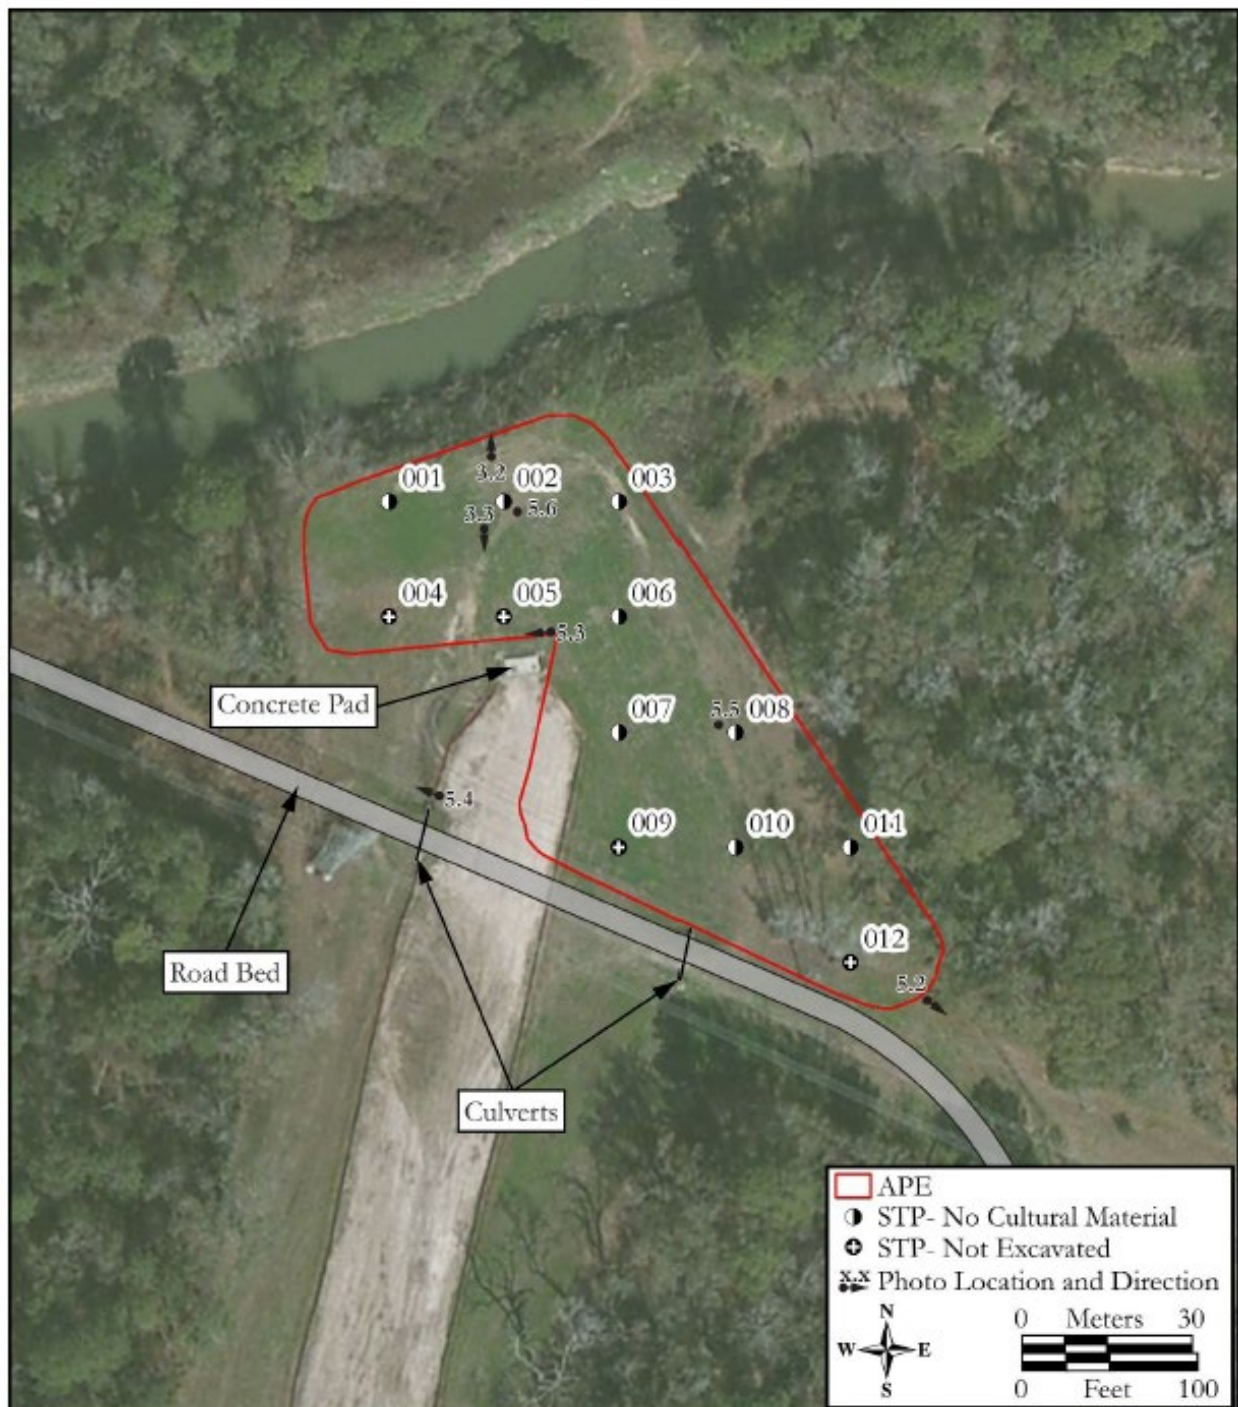 001
002
003
3.2
5.6
3.3
004
005
006
5.3
Concrete Pad
007
5.5
008
5.4
009
010
011
Road Bed
012
5.2
Culverts
APE
STP- No Cultural Material
STP- Not Excavated
x.x Photo Location and Direction
N
W E
S
0 Meters 30
0 Feet 100